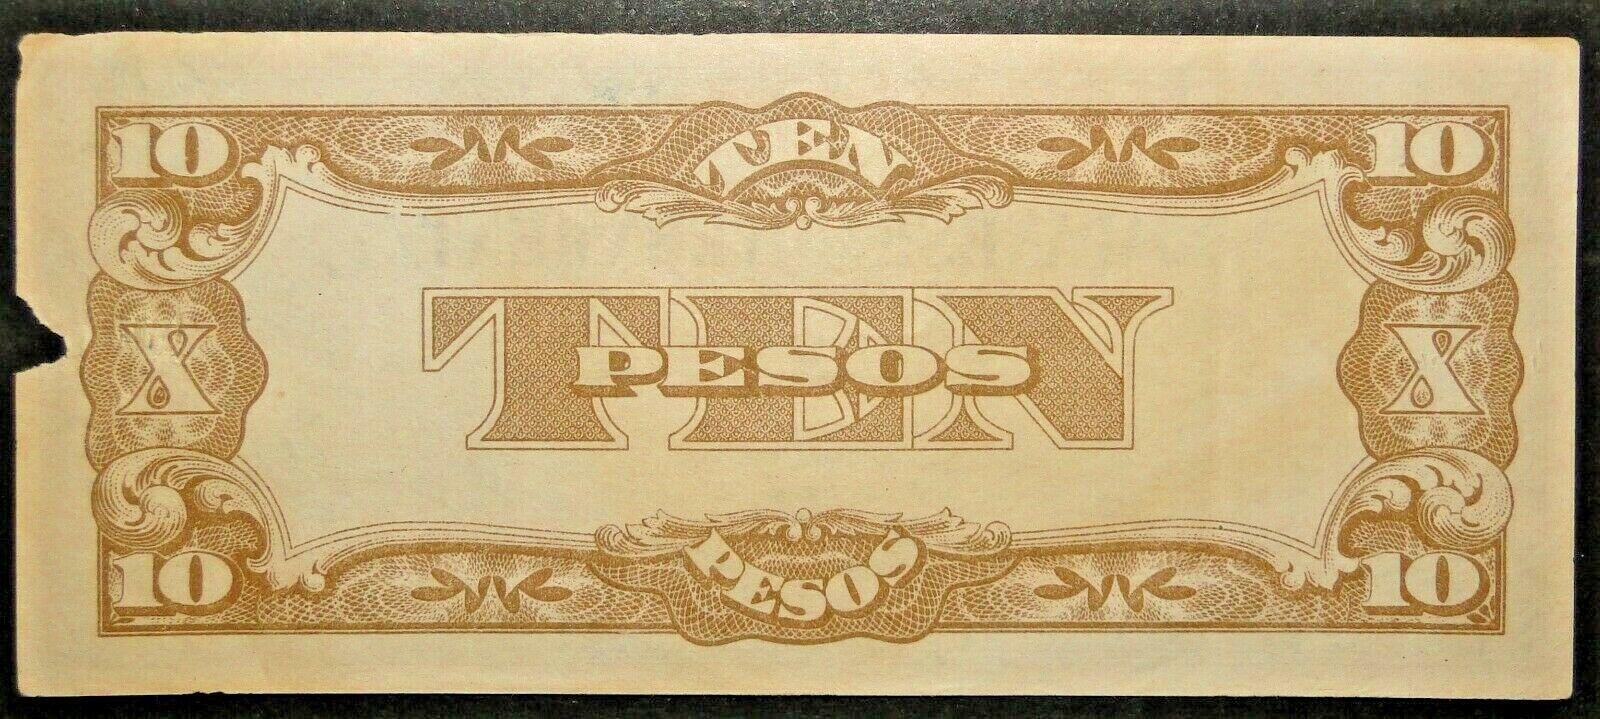 10 TEN 10
X X
TEN
PESOS
10 PESOS 10